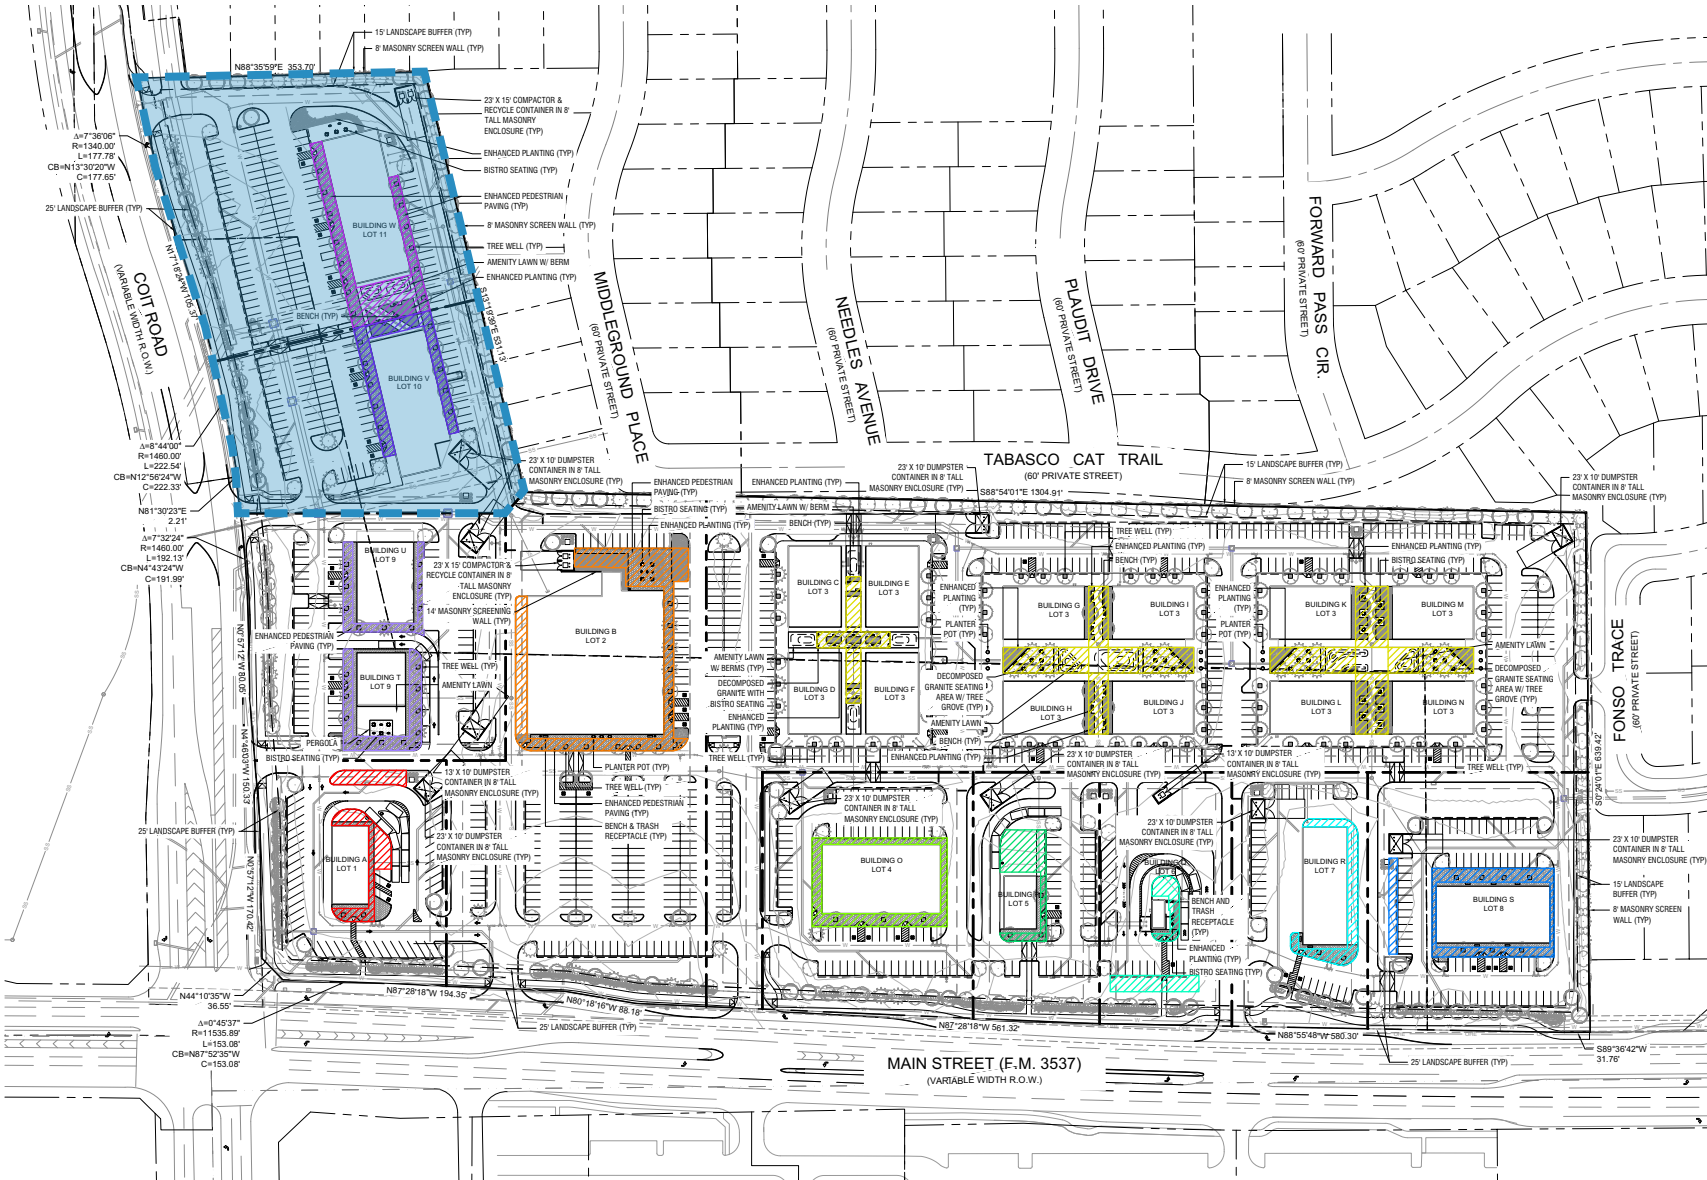 15' LANDSCAPE BUFFER (TYP)
8' MASONRY SCREEN WALL (TYP)
N88°35'59"E 353.70'
23' X 15' COMPACTOR &
RECYCLE CONTAINER IN 8'
TALL MASONRY
ENCLOSURE (TYP)
ENHANCED PLANTING (TYP)
BISTRO SEATING (TYP)
ENHANCED PEDESTRIAN
PAVING (TYP)
8' MASONRY SCREEN WALL (TYP)
TREE WELL (TYP)
AMENITY LAWN W/ BERM
ENHANCED PLANTING (TYP)
Δ=7°36'06"
R=1340.00'
L=177.78'
CB=N13°30'20"W
C=177.65'
25' LANDSCAPE BUFFER (TYP)
N17°18'24"W 105.37'
COIT ROAD
(VARIABLE WIDTH R.O.W.)
BUILDING W
LOT 11
BENCH (TYP)
BUILDING V
LOT 10
S13°19'39"E 531.13'
MIDDLEGROUND PLACE
(60' PRIVATE STREET)
NEEDLES AVENUE
(60' PRIVATE STREET)
PLAUDIT DRIVE
(60' PRIVATE STREET)
FORWARD PASS CIR.
(60' PRIVATE STREET)
TABASCO CAT TRAIL
(60' PRIVATE STREET)
S88°54'01"E 1304.91'
Δ=8°44'00"
R=1460.00'
L=222.54'
CB=N12°56'24"W
C=222.33'
N81°30'23"E
2.21'
Δ=7°32'24"
R=1460.00'
L=192.13'
CB=N4°43'24"W
C=191.99'
23' X 10' DUMPSTER
CONTAINER IN 8' TALL
MASONRY ENCLOSURE (TYP)
ENHANCED PEDESTRIAN
PAVING (TYP)
BISTRO SEATING (TYP)
ENHANCED PLANTING (TYP)
ENHANCED PLANTING (TYP)
AMENITY LAWN W/ BERM
BENCH (TYP)
23' X 10' DUMPSTER
CONTAINER IN 8' TALL
MASONRY ENCLOSURE (TYP)
15' LANDSCAPE BUFFER (TYP)
8' MASONRY SCREEN WALL (TYP)
23' X 10' DUMPSTER
CONTAINER IN 8' TALL
MASONRY ENCLOSURE (TYP)
TREE WELL (TYP)
ENHANCED PLANTING (TYP)
BENCH (TYP)
ENHANCED PLANTING (TYP)
BISTRO SEATING (TYP)
BUILDING U
LOT 9
23' X 15' COMPACTOR &
RECYCLE CONTAINER IN 8'
TALL MASONRY
ENCLOSURE (TYP)
14' MASONRY SCREENING
WALL (TYP)
BUILDING B
LOT 2
BUILDING C
LOT 3
BUILDING E
LOT 3
ENHANCED
PLANTING
(TYP)
PLANTER
POT (TYP)
BUILDING G
LOT 3
BUILDING I
LOT 3
ENHANCED
PLANTING
(TYP)
PLANTER
POT (TYP)
BUILDING K
LOT 3
BUILDING M
LOT 3
ENHANCED PEDESTRIAN
PAVING (TYP)
TREE WELL (TYP)
BUILDING T
LOT 9
AMENITY LAWN
PERGOLA
BISTRO SEATING (TYP)
AMENITY LAWN
W/ BERMS (TYP)
DECOMPOSED
GRANITE WITH
BISTRO SEATING
ENHANCED
PLANTING (TYP)
TREE WELL (TYP)
BUILDING D
LOT 3
BUILDING F
LOT 3
DECOMPOSED
GRANITE SEATING
AREA W/ TREE
GROVE (TYP)
AMENITY LAWN
BENCH (TYP)
ENHANCED PLANTING (TYP)
BUILDING H
LOT 3
BUILDING J
LOT 3
BUILDING L
LOT 3
BUILDING N
LOT 3
AMENITY LAWN
DECOMPOSED
GRANITE SEATING
AREA W/ TREE
GROVE (TYP)
FONSO TRACE
(60' PRIVATE STREET)
S0°24'01"E 639.42'
TREE WELL (TYP)
PLANTER POT (TYP)
TREE WELL (TYP)
ENHANCED PEDESTRIAN
PAVING (TYP)
BENCH & TRASH
RECEPTACLE (TYP)
13' X 10' DUMPSTER
CONTAINER IN 8' TALL
MASONRY ENCLOSURE (TYP)
23' X 10' DUMPSTER
CONTAINER IN 8' TALL
MASONRY ENCLOSURE (TYP)
25' LANDSCAPE BUFFER (TYP)
BUILDING A
LOT 1
23' X 10' DUMPSTER
CONTAINER IN 8' TALL
MASONRY ENCLOSURE (TYP)
23' X 10' DUMPSTER
CONTAINER IN 8' TALL
MASONRY ENCLOSURE (TYP)
13' X 10' DUMPSTER
CONTAINER IN 8' TALL
MASONRY ENCLOSURE (TYP)
23' X 10' DUMPSTER
CONTAINER IN 8' TALL
MASONRY ENCLOSURE (TYP)
BUILDING O
LOT 4
LOT 5
BENCH AND
TRASH
RECEPTACLE
(TYP)
ENHANCED
PLANTING (TYP)
BISTRO SEATING (TYP)
BUILDING R
LOT 7
BUILDING S
LOT 8
23' X 10' DUMPSTER
CONTAINER IN 8' TALL
MASONRY ENCLOSURE (TYP)
15' LANDSCAPE
BUFFER (TYP)
8' MASONRY SCREEN
WALL (TYP)
N0°57'12"W 170.42'
N44°10'35"W
36.55'
Δ=0°45'37"
R=11535.89'
L=153.08'
CB=N87°52'35"W
C=153.08'
N87°28'18"W 194.35'
N80°18'16"W 88.18'
25' LANDSCAPE BUFFER (TYP)
N87°28'18"W 561.32'
N88°55'48"W 580.30'
25' LANDSCAPE BUFFER (TYP)
S89°36'42"W
31.76'
MAIN STREET (F.M. 3537)
(VARIABLE WIDTH R.O.W.)